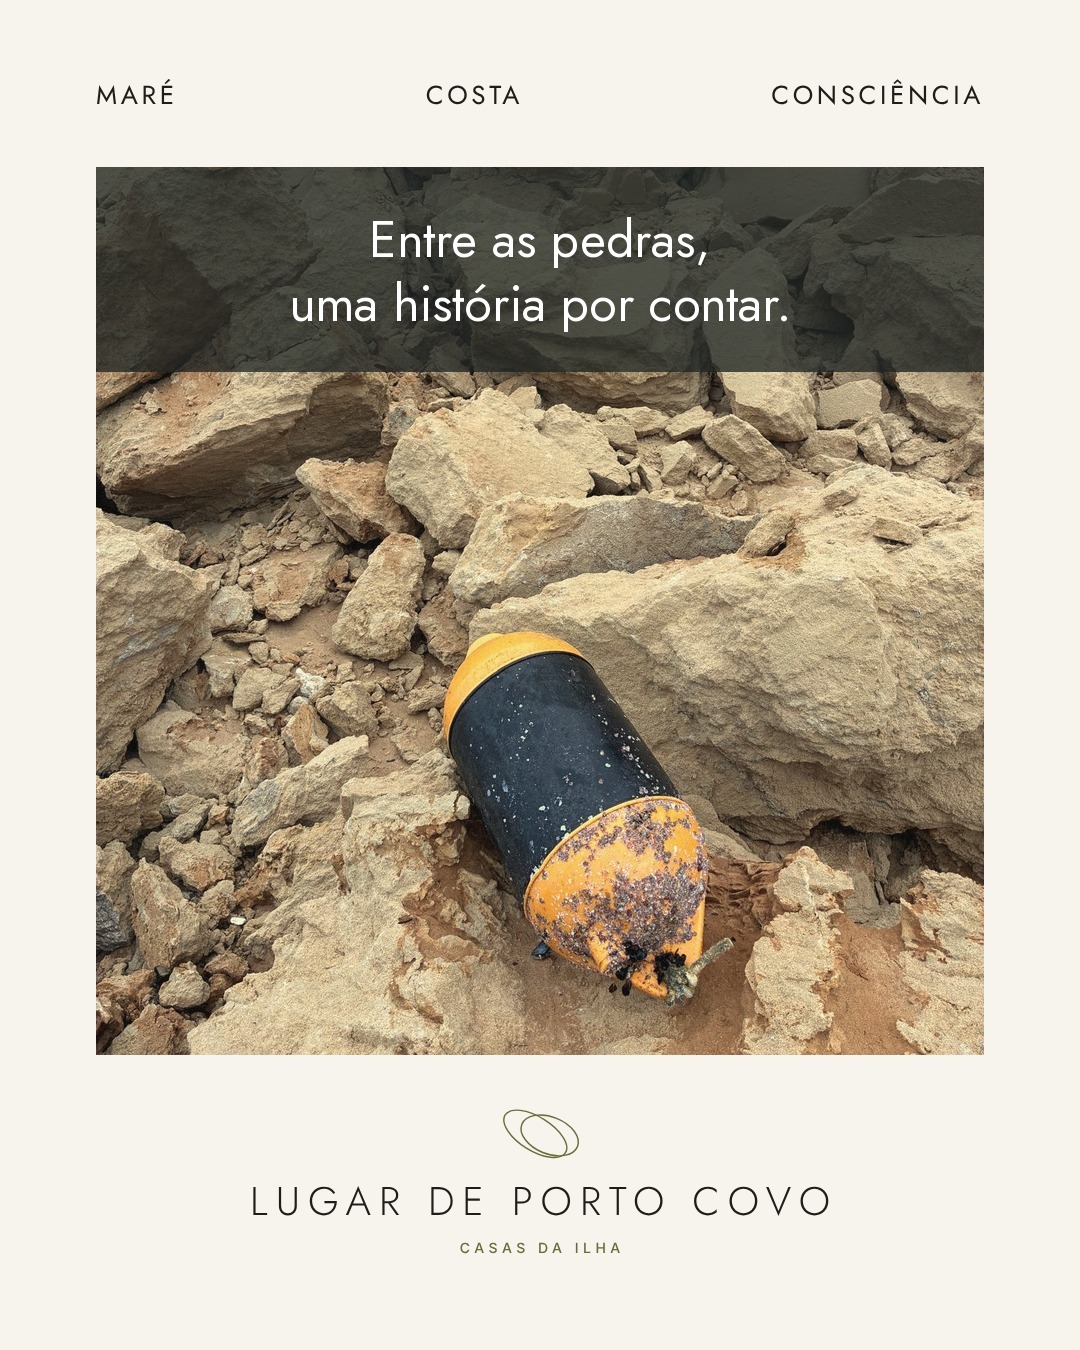 MARÉ COSTA CONSCIÊNCIA
Entre as pedras,
uma história por contar.
LUGAR DE PORTO COVO
CASAS DA ILHA